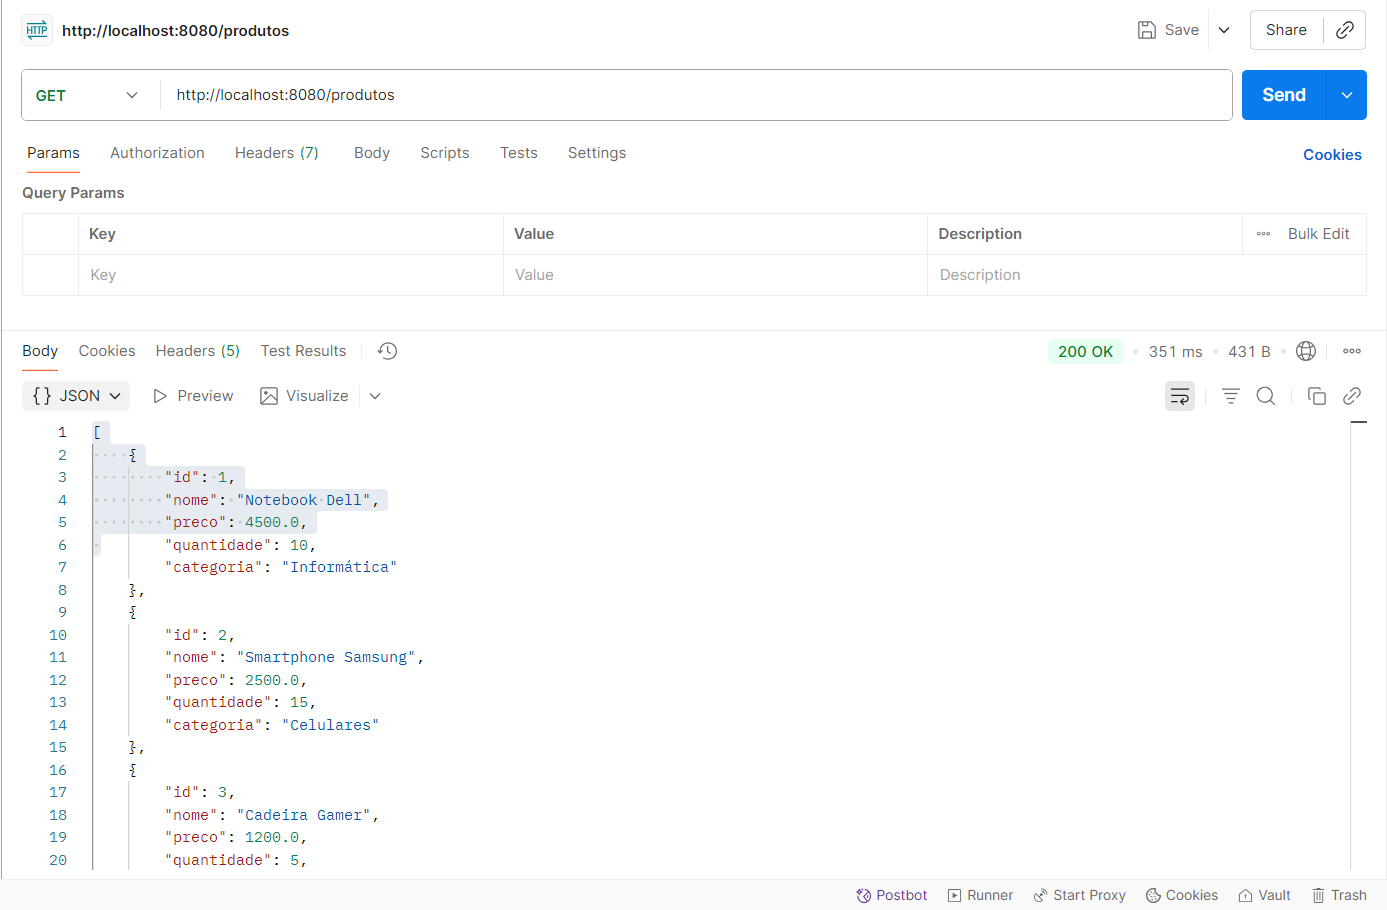 HTTP http://localhost:8080/produtos Save Share
GET http://localhost:8080/produtos Send
Params Authorization Headers (7) Body Scripts Tests Settings Cookies
Query Params
Key Value Description Bulk Edit
Key Value Description
Body Cookies Headers (5) Test Results 200 OK 351 ms 431 B
{} JSON Preview Visualize
1 [
2 {
3 "id": 1,
4 "nome": "Notebook Dell",
5 "preco": 4500.0,
6 "quantidade": 10,
7 "categoria": "Informática"
8 },
9 {
10 "id": 2,
11 "nome": "Smartphone Samsung",
12 "preco": 2500.0,
13 "quantidade": 15,
14 "categoria": "Celulares"
15 },
16 {
17 "id": 3,
18 "nome": "Cadeira Gamer",
19 "preco": 1200.0,
20 "quantidade": 5,
Postbot Runner Start Proxy Cookies Vault Trash